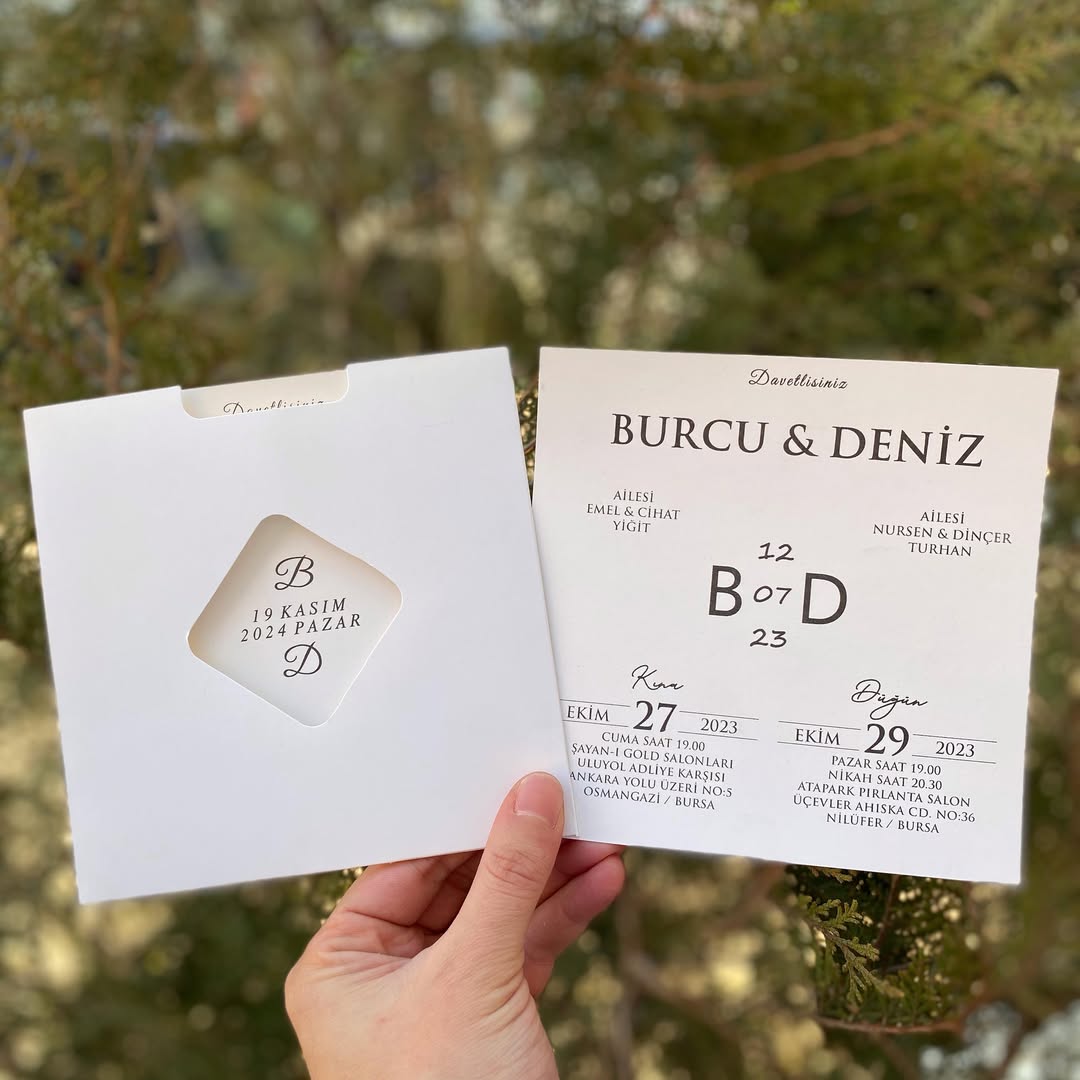 Davetlisiniz
B
19 KASIM
2024 PAZAR
D
Davetlisiniz
BURCU & DENİZ
AİLESİ
EMEL & CİHAT
YİĞİT
AİLESİ
NURSEN & DİNÇER
TURHAN
12
B 07 D
23
Kına
EKİM 27 2023
CUMA SAAT 19.00
ŞAYAN-I GOLD SALONLARI
ULUYOL ADLİYE KARŞISI
ANKARA YOLU ÜZERİ NO:5
OSMANGAZİ / BURSA
Düğün
EKİM 29 2023
PAZAR SAAT 19.00
NİKAH SAAT 20.30
ATAPARK PIRLANTA SALON
ÜÇEVLER AHISKA CD. NO:36
NİLÜFER / BURSA